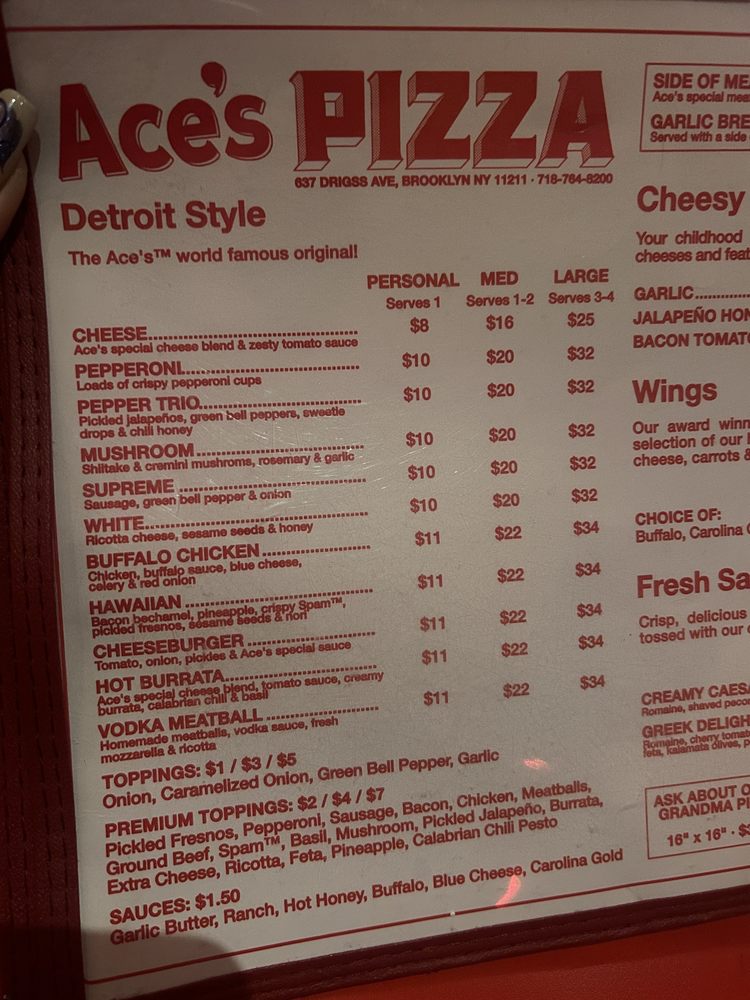 Ace's PIZZA
637 DRIGSS AVE, BROOKLYN NY 11211 · 718-764-8200
Detroit Style
The Ace's™ world famous original!
PERSONAL MED LARGE
Serves 1 Serves 1-2 Serves 3-4
CHEESE $8 $16 $25
Ace's special cheese blend & zesty tomato sauce
PEPPERONI $10 $20 $32
Loads of crispy pepperoni cups
PEPPER TRIO $10 $20 $32
Pickled jalapeños, green bell peppers, sweetie
drops & chili honey
MUSHROOM $10 $20 $32
Shiitake & cremini mushroms, rosemary & garlic
SUPREME $10 $20 $32
Sausage, green bell pepper & onion
WHITE $10 $20 $32
Ricotta cheese, sesame seeds & honey
BUFFALO CHICKEN $11 $22 $34
Chicken, buffalo sauce, blue cheese,
celery & red onion
HAWAIIAN $11 $22 $34
Bacon bechamel, pineapple, crispy Spam™,
pickled fresnos, sesame seeds & nori
CHEESEBURGER $11 $22 $34
Tomato, onion, pickles & Ace's special sauce
HOT BURRATA $11 $22 $34
Ace's special cheese blend, tomato sauce, creamy
burrata, calabrian chili & basil
VODKA MEATBALL $11 $22 $34
Homemade meatballs, vodka sauce, fresh
mozzarella & ricotta
TOPPINGS: $1 / $3 / $5
Onion, Caramelized Onion, Green Bell Pepper, Garlic
PREMIUM TOPPINGS: $2 / $4 / $7
Pickled Fresnos, Pepperoni, Sausage, Bacon, Chicken, Meatballs,
Ground Beef, Spam™, Basil, Mushroom, Pickled Jalapeño, Burrata,
Extra Cheese, Ricotta, Feta, Pineapple, Calabrian Chili Pesto
SAUCES: $1.50
Garlic Butter, Ranch, Hot Honey, Buffalo, Blue Cheese, Carolina Gold
SIDE OF ME
Ace's special mea
GARLIC BRE
Served with a side
Cheesy
Your childhood
cheeses and feat
GARLIC
JALAPEÑO HON
BACON TOMATO
Wings
Our award winn
selection of our
cheese, carrots &
CHOICE OF:
Buffalo, Carolina
Fresh Sa
Crisp, delicious
tossed with our
CREAMY CAESA
Romaine, shaved peco
GREEK DELIGH
Romaine, cherry tomat
feta, kalamata olives, p
ASK ABOUT O
GRANDMA PI
16" x 16" · $3